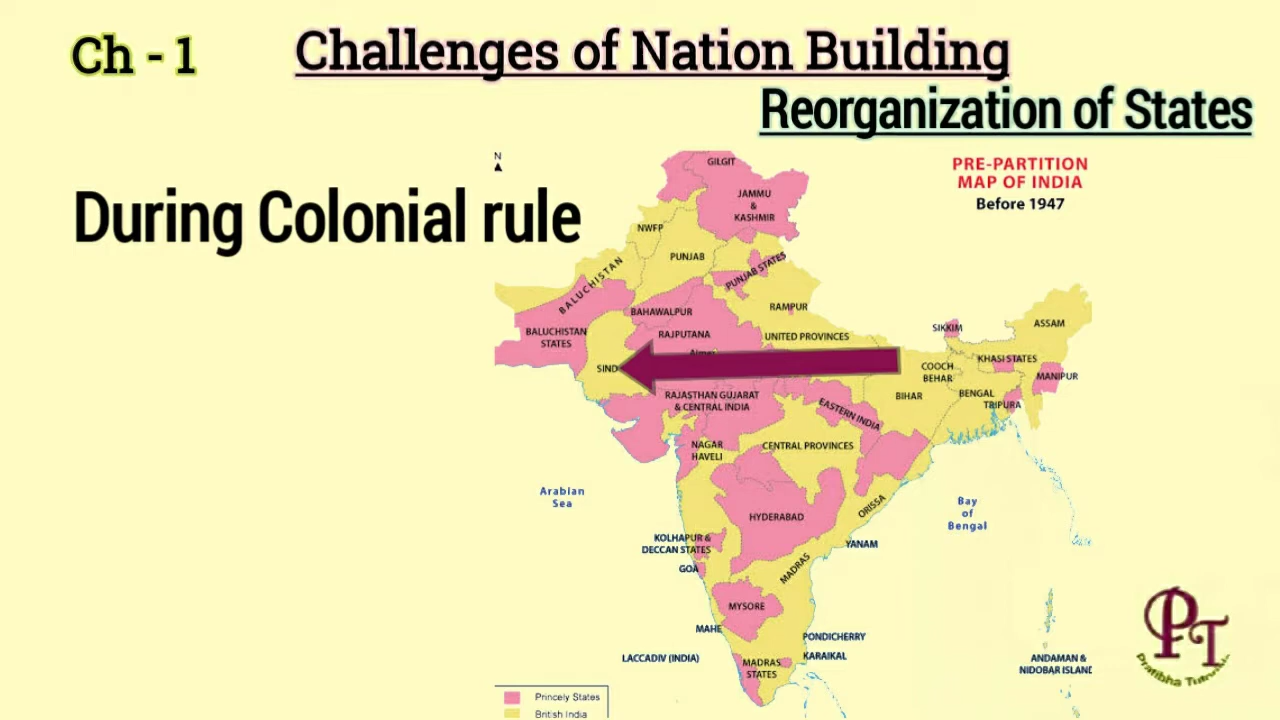 Ch - 1
Challenges of Nation Building
Reorganization of States
During Colonial rule
N
PRE-PARTITION
MAP OF INDIA
Before 1947
GILGIT
JAMMU
&
KASHMIR
NWFP
PUNJAB
BALUCHISTAN
PUNJAB STATES
BAHAWALPUR
RAMPUR
BALUCHISTAN
STATES
RAJPUTANA
UNITED PROVINCES
SIKKIM
ASSAM
SIND
COOCH
BEHAR
KHASI STATES
MANIPUR
RAJASTHAN GUJARAT
& CENTRAL INDIA
EASTERN INDIA
BIHAR
BENGAL
TRIPURA
NAGAR
HAVELI
CENTRAL PROVINCES
Arabian
Sea
HYDERABAD
ORISSA
Bay
of
Bengal
KOLHAPUR &
DECCAN STATES
YANAM
GOA
MADRAS
MYSORE
MAHE
PONDICHERRY
LACCADIV (INDIA)
MADRAS
STATES
KARAIKAL
ANDAMAN &
NIDOBAR ISLAND
Princely States
British India
PT
Pratibha